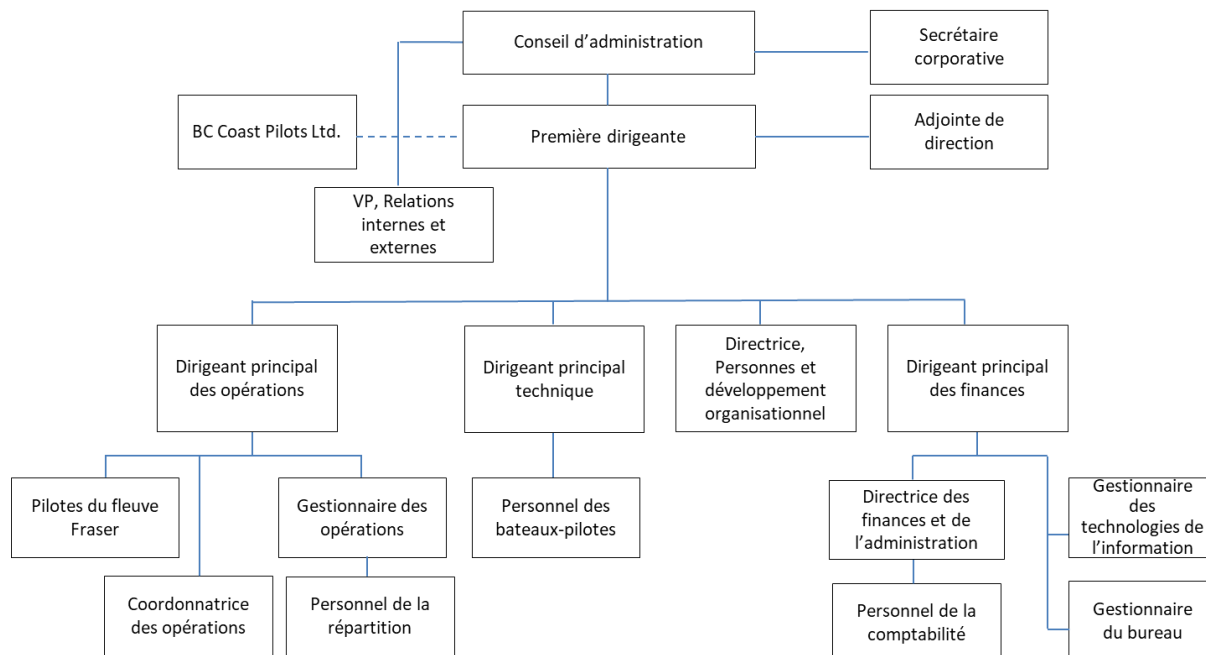 Conseil d’administration
Secrétaire
corporative
BC Coast Pilots Ltd.
Première dirigeante
Adjointe de
direction
VP, Relations
internes et
externes
Dirigeant principal
des opérations
Dirigeant principal
technique
Directrice,
Personnes et
développement
organisationnel
Dirigeant principal
des finances
Pilotes du fleuve
Fraser
Gestionnaire des
opérations
Personnel des
bateaux-pilotes
Directrice des
finances et de
l’administration
Gestionnaire
des
technologies de
l’information
Coordonnatrice
des opérations
Personnel de la
répartition
Personnel de la
comptabilité
Gestionnaire
du bureau